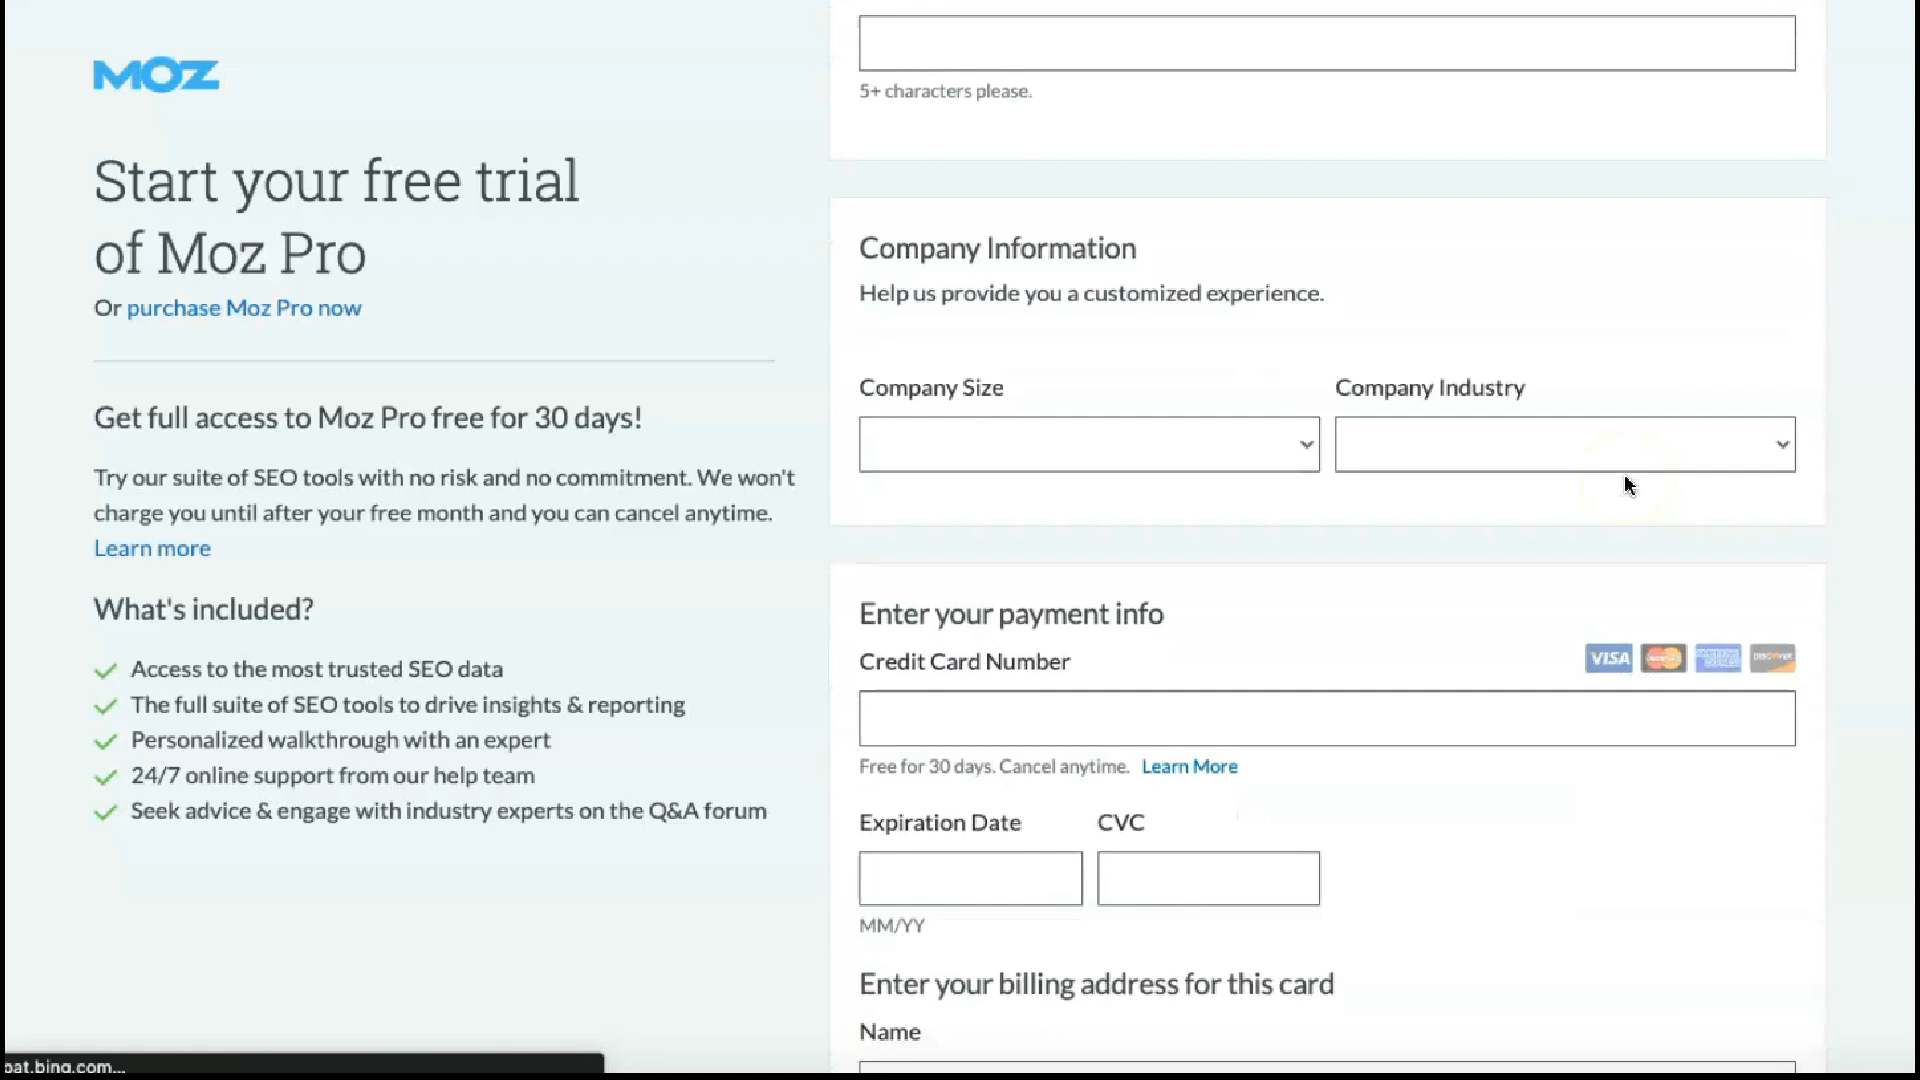 MOZ
Start your free trial
of Moz Pro
Or purchase Moz Pro now
Get full access to Moz Pro free for 30 days!
Try our suite of SEO tools with no risk and no commitment. We won't
charge you until after your free month and you can cancel anytime.
Learn more
What's included?
Access to the most trusted SEO data
The full suite of SEO tools to drive insights & reporting
Personalized walkthrough with an expert
24/7 online support from our help team
Seek advice & engage with industry experts on the Q&A forum
5+ characters please.
Company Information
Help us provide you a customized experience.
Company Size
Company Industry
Enter your payment info
Credit Card Number
VISA
MasterCard
AMERICAN EXPRESS
DISCOVER
Free for 30 days. Cancel anytime. Learn More
Expiration Date
CVC
MM/YY
Enter your billing address for this card
Name
bat.bing.com...